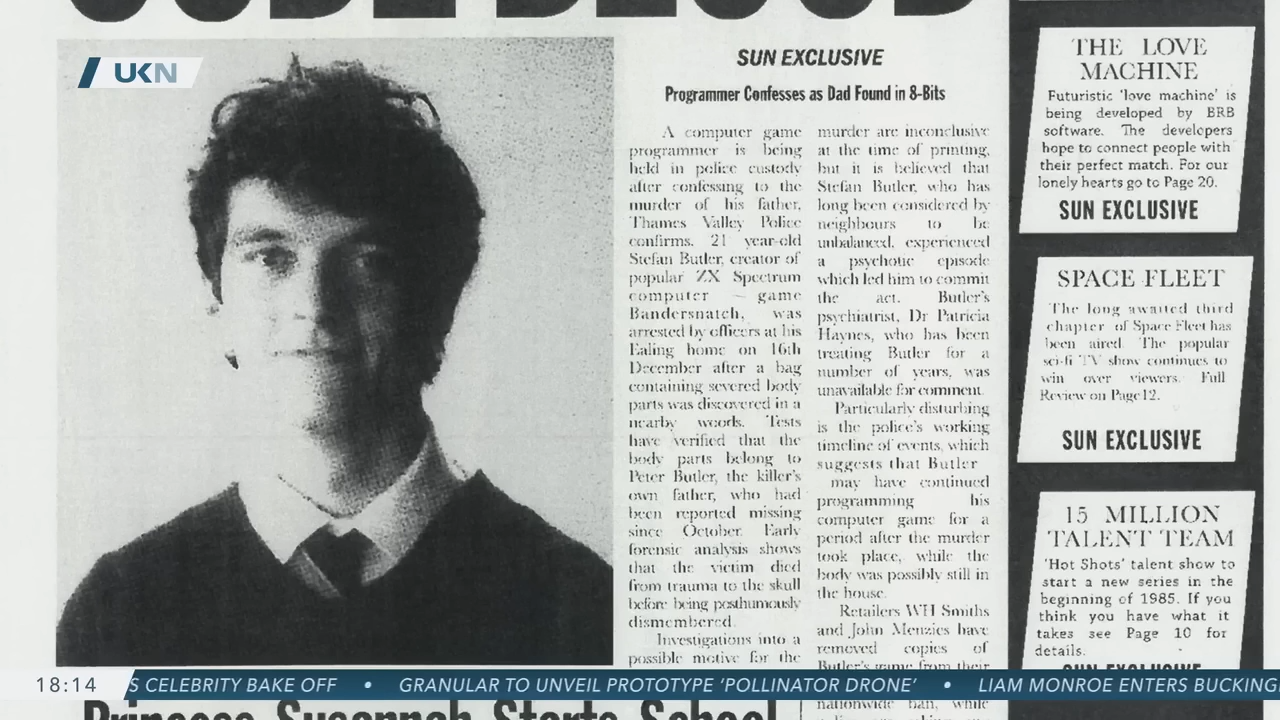 CODE BLOOD
UKN
SUN EXCLUSIVE
Programmer Confesses as Dad Found in 8-Bits
A computer game
programmer is being
held in police custody
after confessing to the
murder of his father,
Thames Valley Police
confirms. 21 year-old
Stefan Butler, creator of
popular ZX Spectrum
computer game
Bandersnatch, was
arrested by officers at his
Ealing home on 16th
December after a bag
containing severed body
parts was discovered in a
nearby woods. Tests
have verified that the
body parts belong to
Peter Butler, the killer's
own father, who had
been reported missing
since October. Early
forensic analysis shows
that the victim died
from trauma to the skull
before being posthumously
dismembered.
Investigations into a
possible motive for the
murder are inconclusive
at the time of printing,
but it is believed that
Stefan Butler, who has
long been considered by
neighbours to be
unbalanced, experienced
a psychotic episode
which led him to commit
the act. Butler's
psychiatrist, Dr Patricia
Haynes, who has been
treating Butler for a
number of years, was
unavailable for comment.
Particularly disturbing
is the police's working
timeline of events, which
suggests that Butler
may have continued
programming his
computer game for a
period after the murder
took place, while the
body was possibly still in
the house.
Retailers WH Smiths
and John Menzies have
removed copies of
Butler's game from their
nationwide ban, while
THE LOVE
MACHINE
Futuristic 'love machine' is
being developed by BRB
software. The developers
hope to connect people with
their perfect match. For our
lonely hearts go to Page 20.
SUN EXCLUSIVE
SPACE FLEET
The long awaited third
chapter of Space Fleet has
been aired. The popular
sci-fi TV show continues to
win over viewers. Full
Review on Page 12.
SUN EXCLUSIVE
15 MILLION
TALENT TEAM
'Hot Shots' talent show to
start a new series in the
beginning of 1985. If you
think you have what it
takes see Page 10 for
details.
SUN EXCLUSIVE
18:14 S CELEBRITY BAKE OFF • GRANULAR TO UNVEIL PROTOTYPE 'POLLINATOR DRONE' • LIAM MONROE ENTERS BUCKING
Princess Susannah Starts School